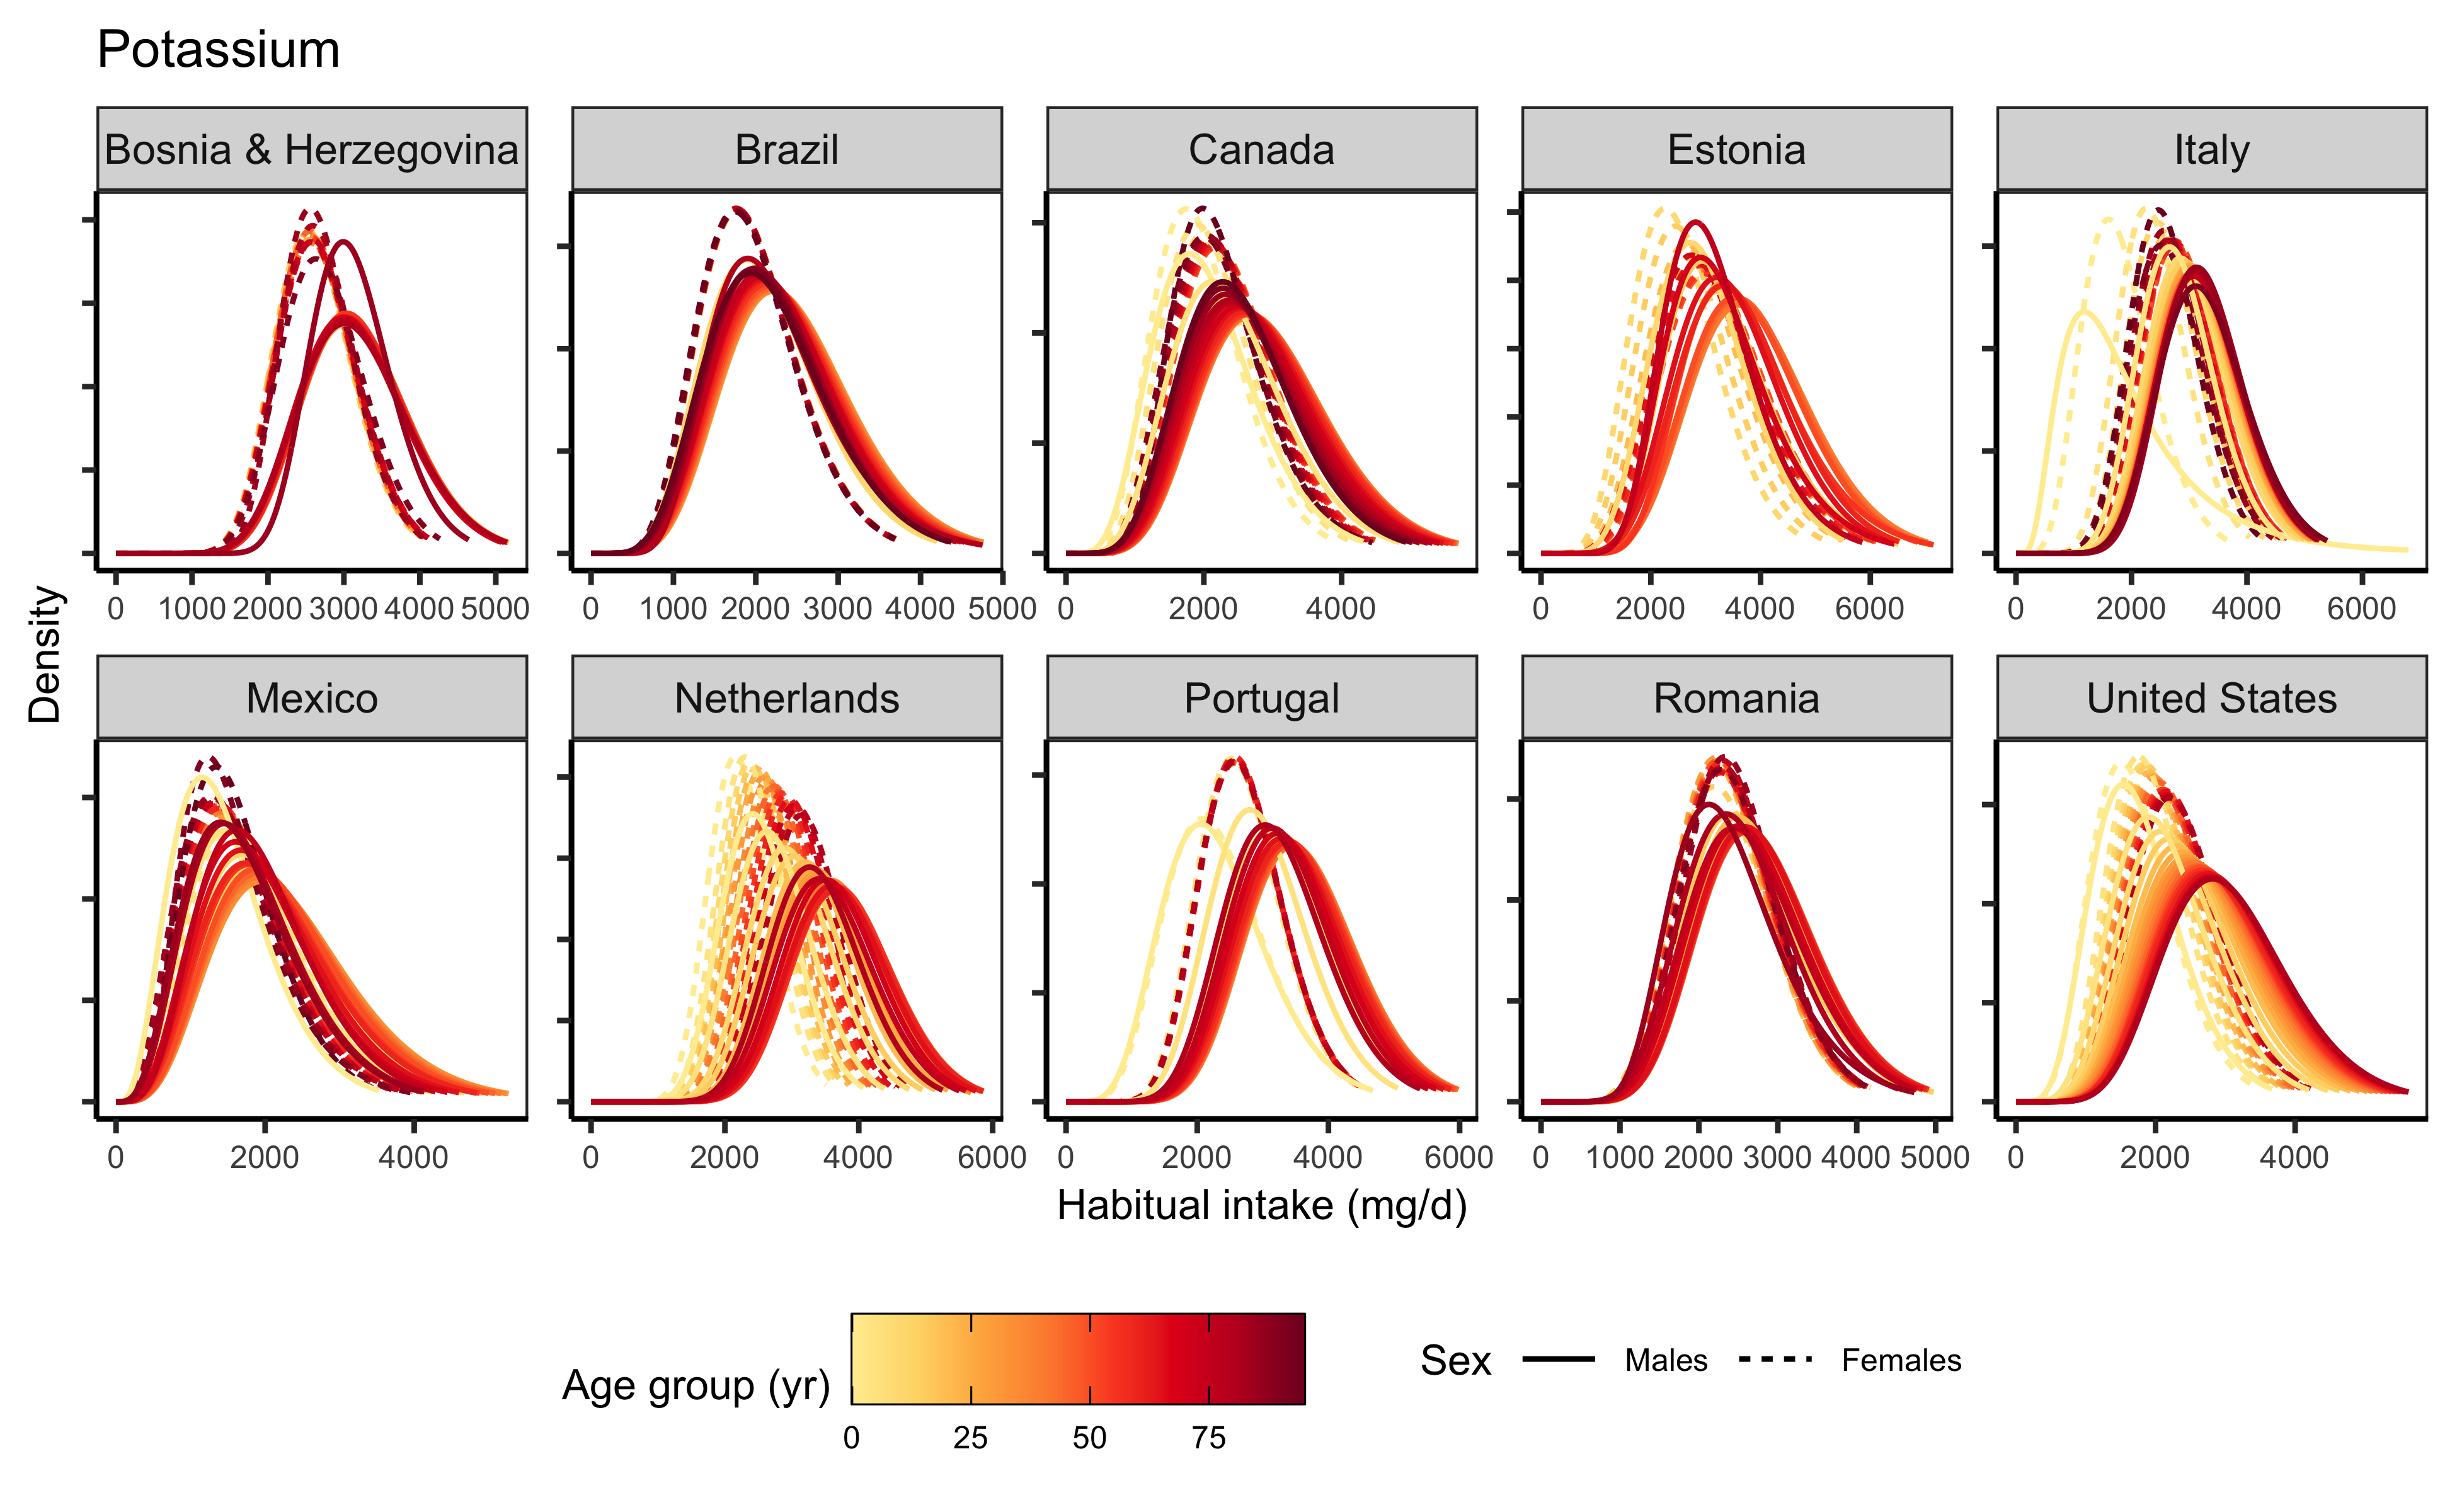 Potassium
Bosnia & Herzegovina
Brazil
Canada
Estonia
Italy
0 1000 2000 3000 4000 5000
0 1000 2000 3000 4000 5000
0 2000 4000
0 2000 4000 6000
0 2000 4000 6000
Density
Mexico
Netherlands
Portugal
Romania
United States
0 2000 4000
0 2000 4000 6000
0 2000 4000 6000
0 1000 2000 3000 4000 5000
0 2000 4000
Habitual intake (mg/d)
Age group (yr)
0 25 50 75
Sex
Males
Females